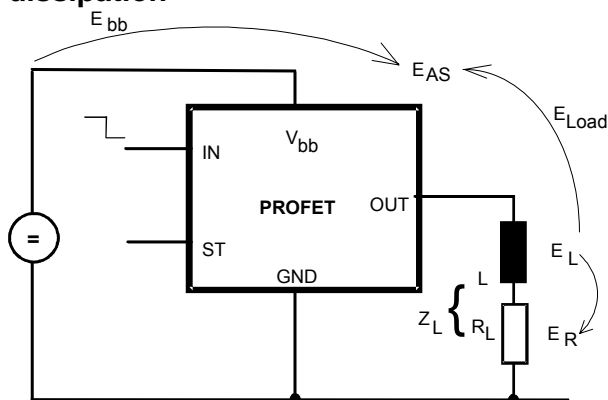 dissipation
E bb
E AS
E Load
IN
V bb
PROFET
OUT
=
ST
GND
L
E L
Z L { R L
E R